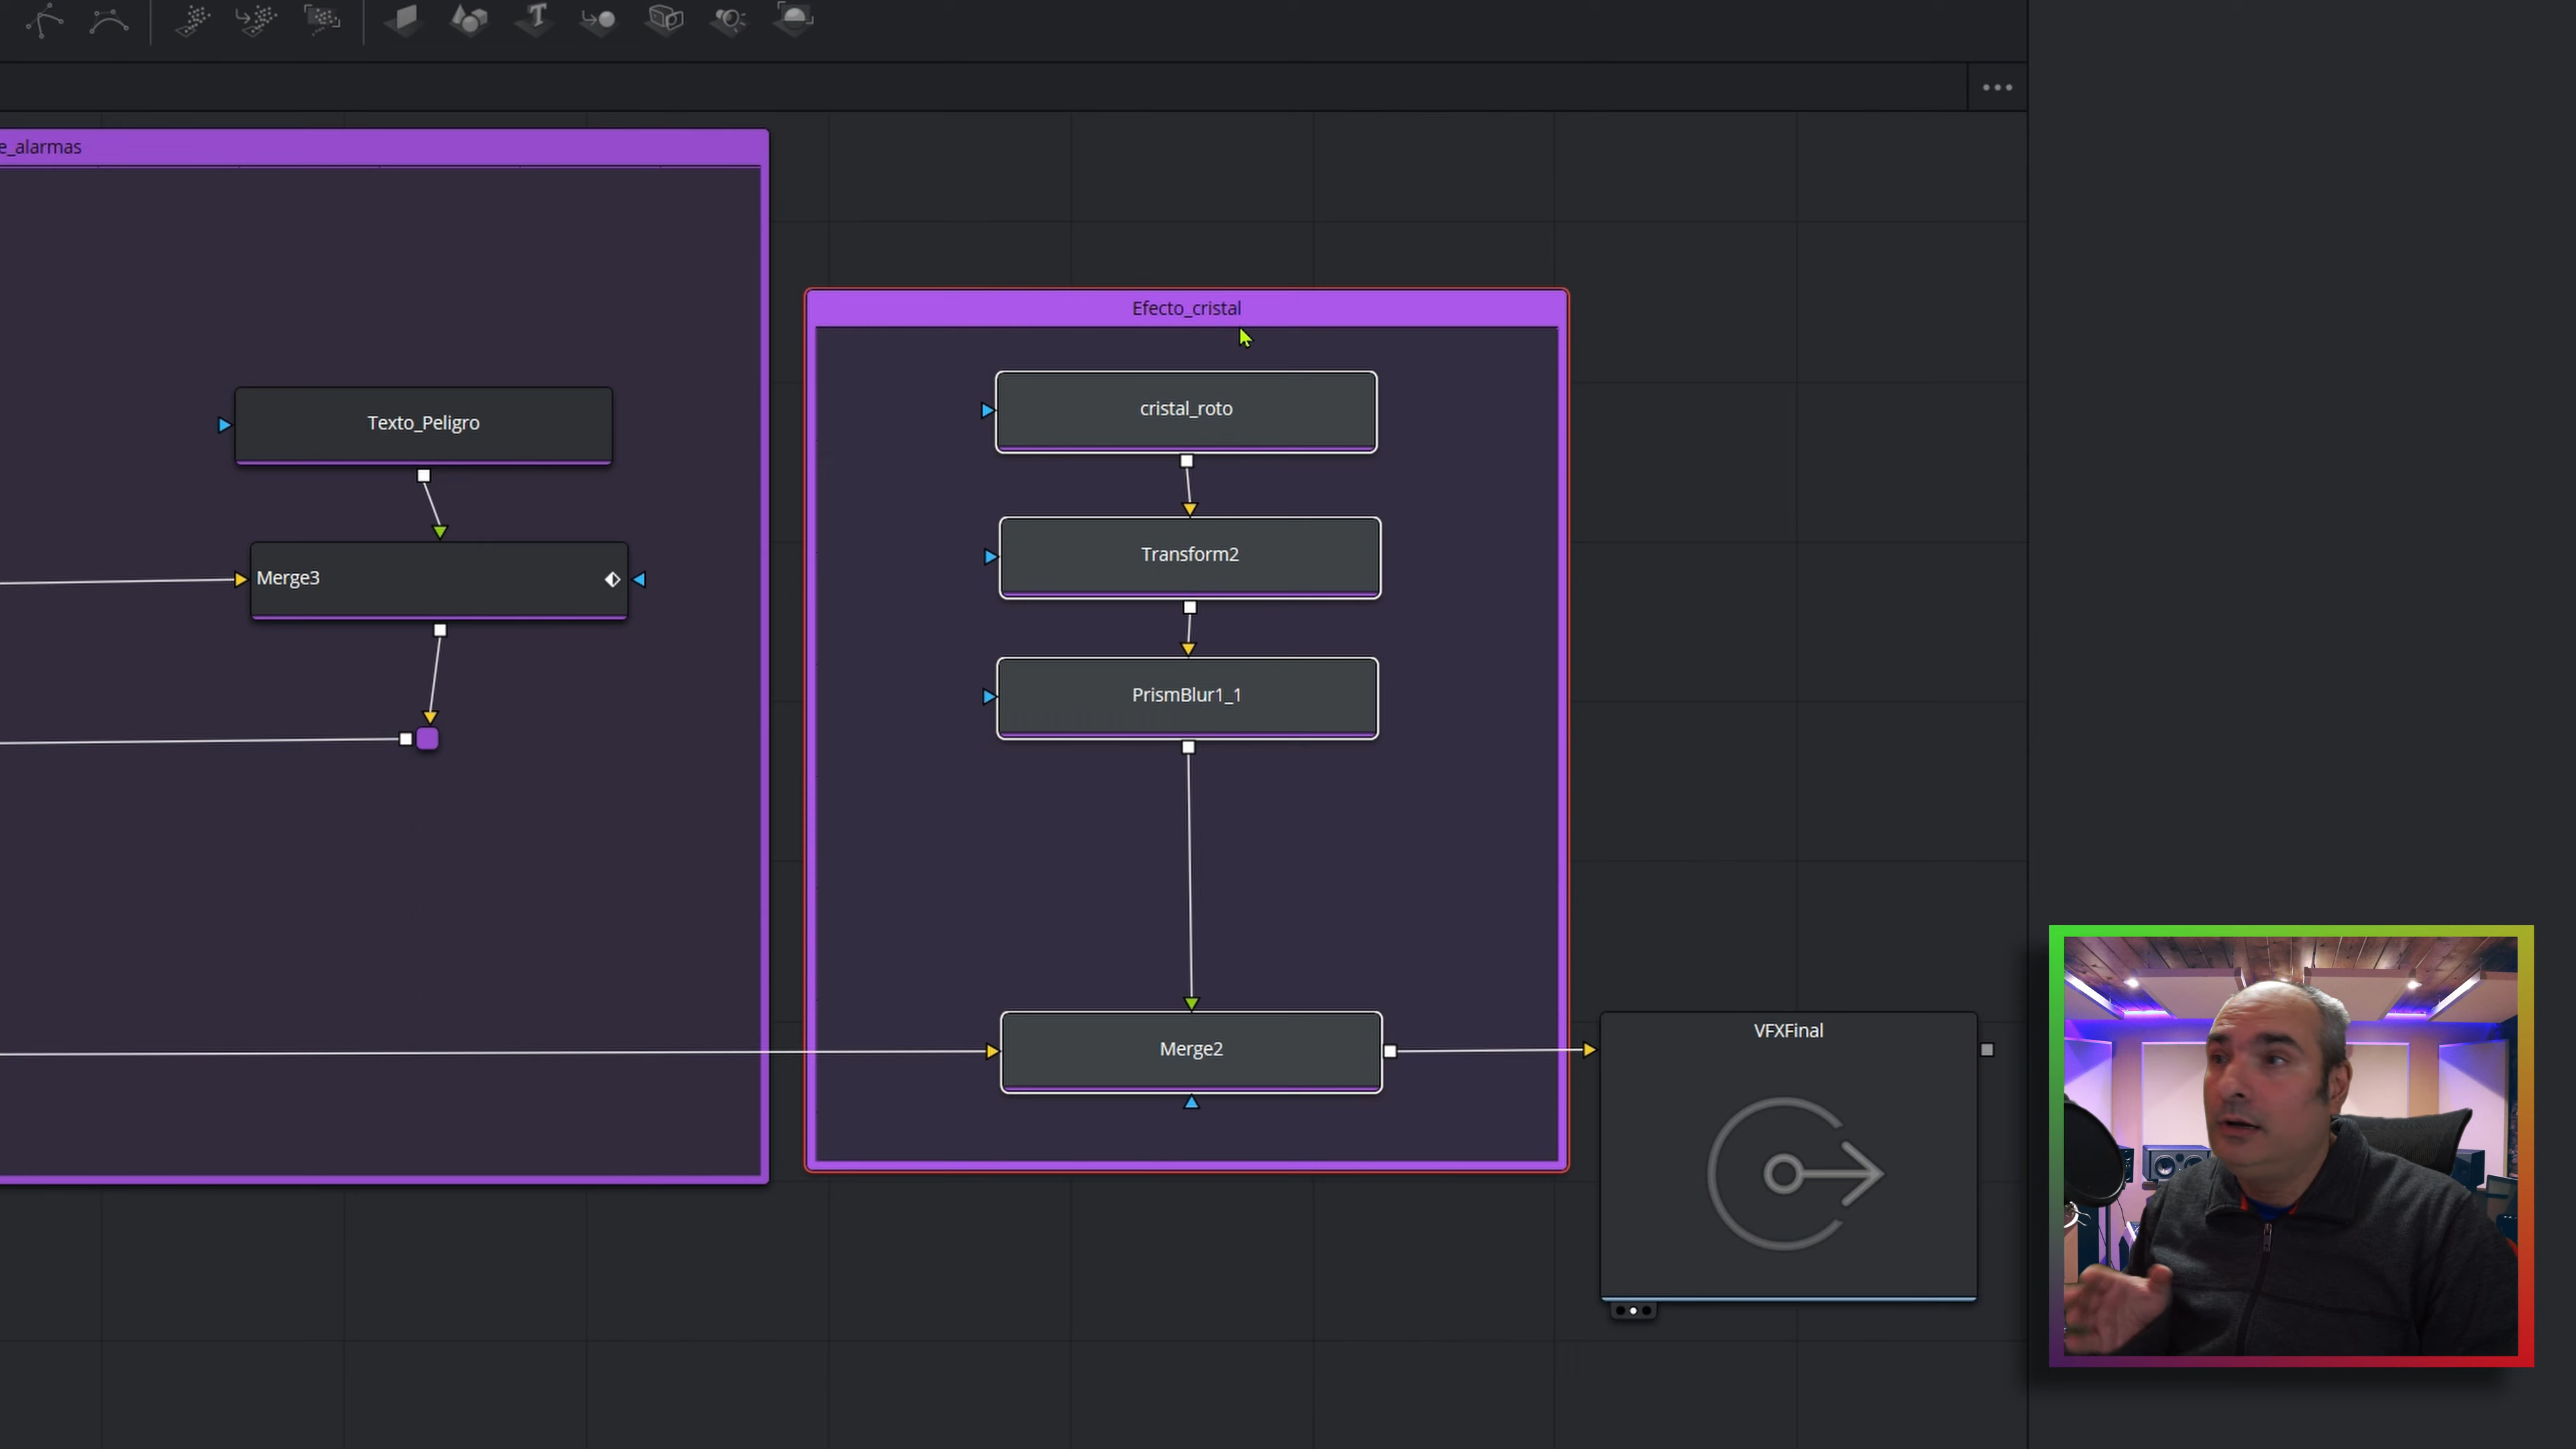 e_alarmas
Efecto_cristal
cristal_roto
Texto_Peligro
Transform2
Merge3
PrismBlur1_1
VFXFinal
Merge2